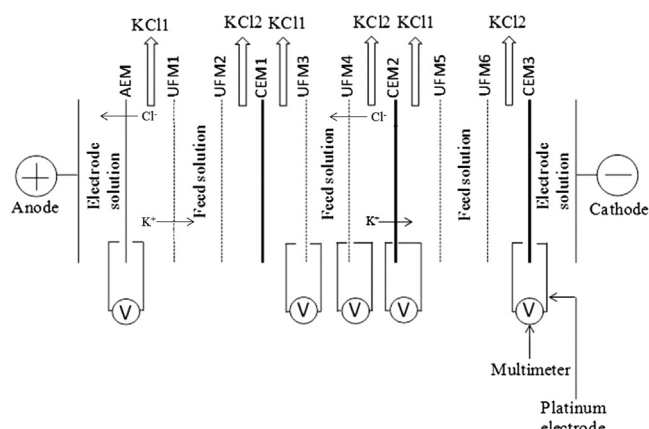 KCl1
KCl2 KCl1
KCl2 KCl1
KCl2
AEM
UFM1
UFM2
CEM1
UFM3
UFM4
CEM2
UFM5
UFM6
CEM3
Cl-
Cl-
Electrode solution
Feed solution
Feed solution
Feed solution
Electrode solution
+
Anode
Cathode
K+
K+
V
V
V
V
V
Multimeter
Platinum
electrode